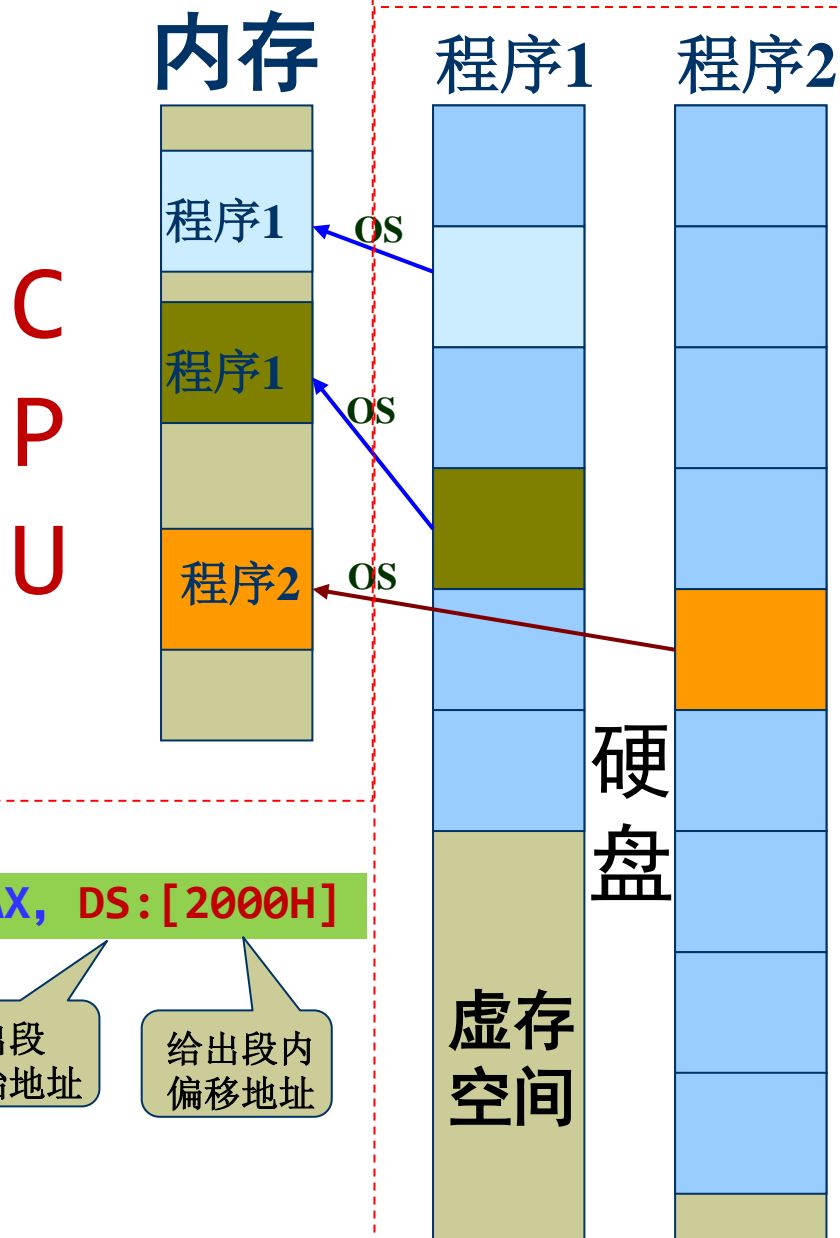 内存
程序1
程序2
程序1
OS
C
P
U
程序1
OS
程序2
OS
硬
盘
AX, DS:[2000H]
段
地址
给出段内
偏移地址
虚存
空间